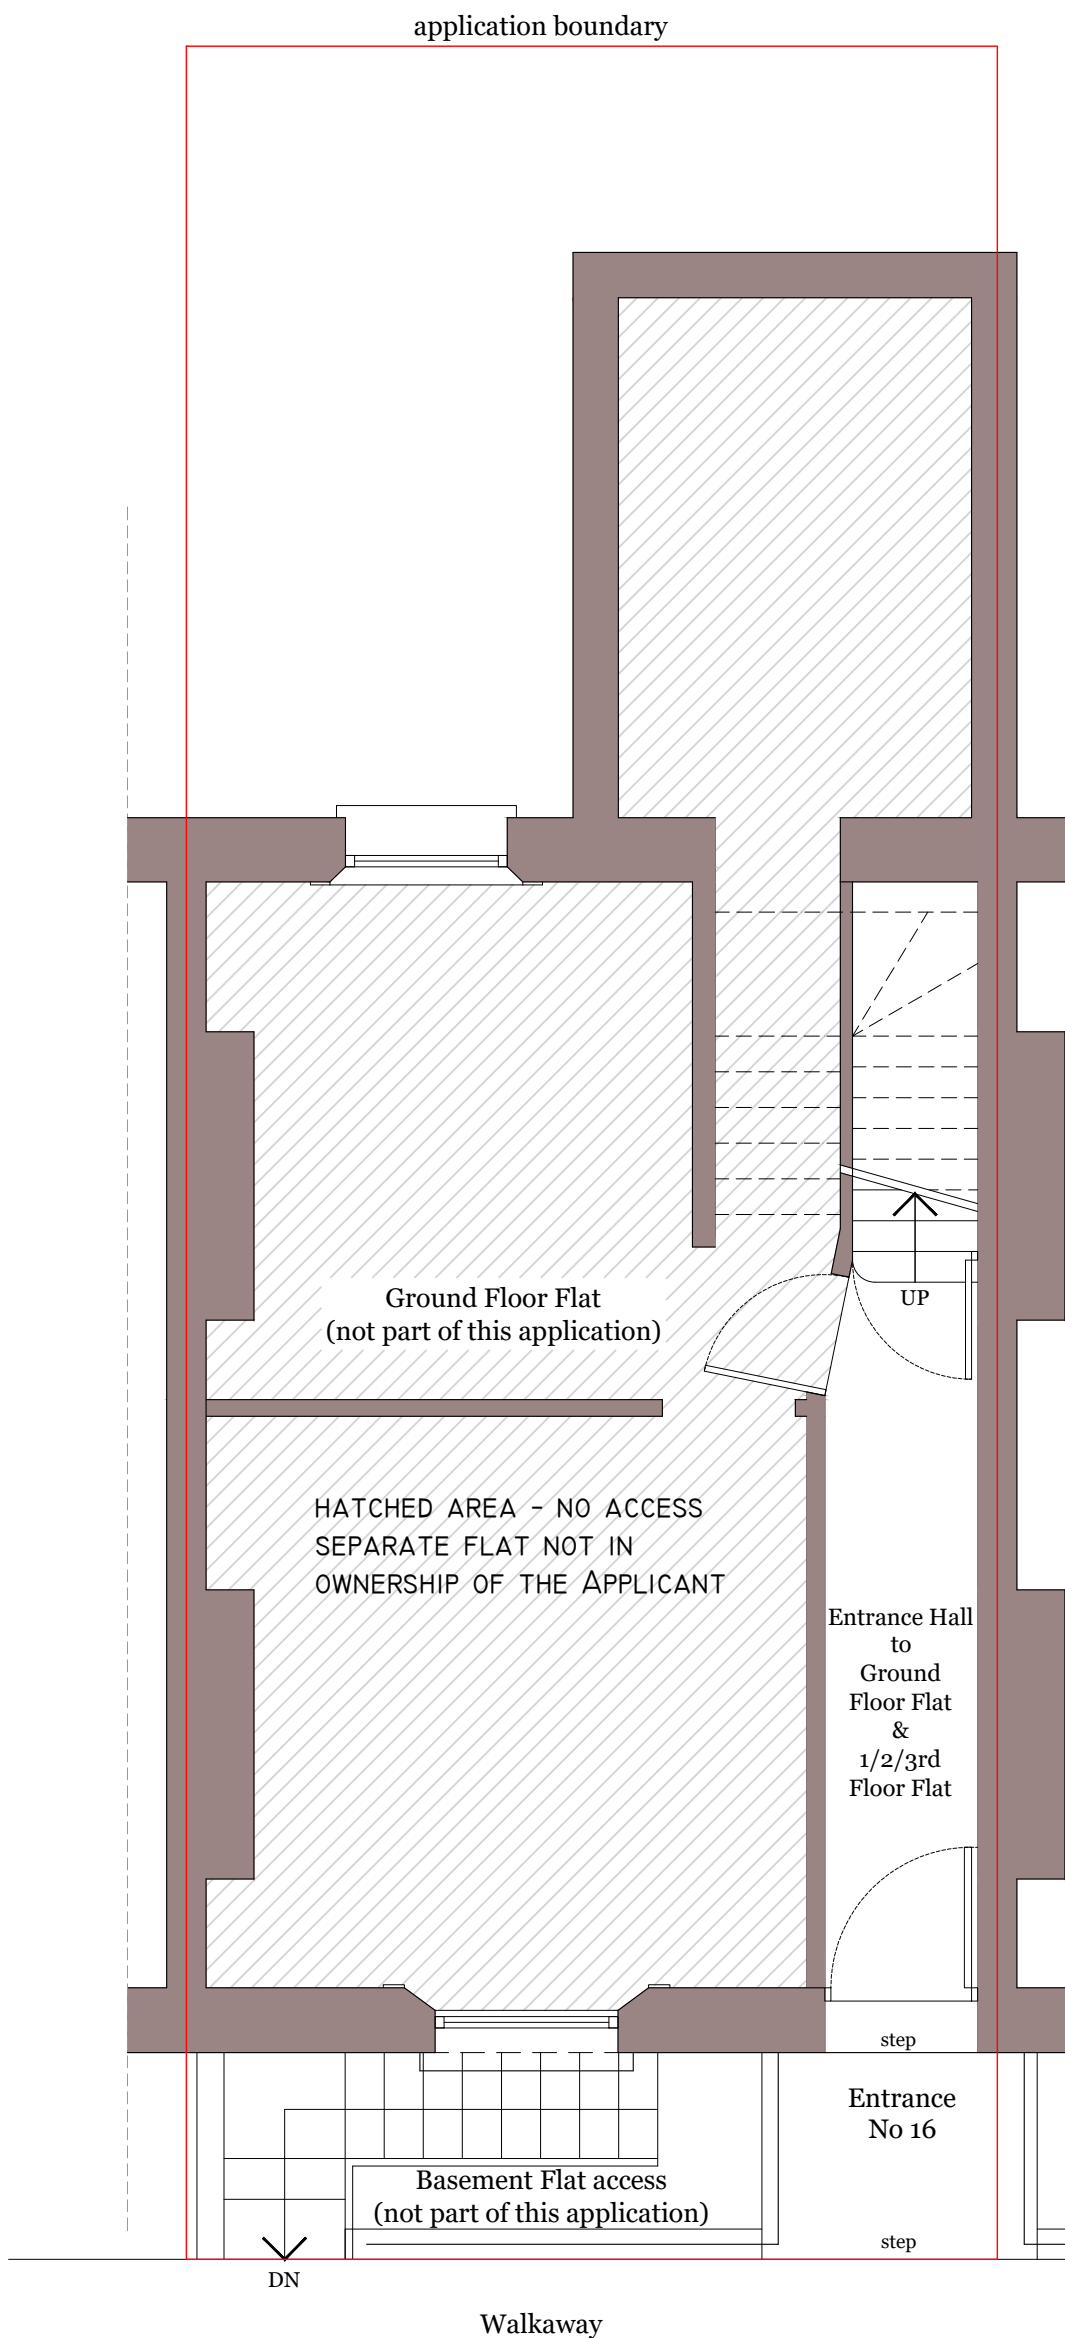 application boundary
Ground Floor Flat
(not part of this application)
UP
HATCHED AREA - NO ACCESS
SEPARATE FLAT NOT IN
OWNERSHIP OF THE APPLICANT
Entrance Hall
to
Ground
Floor Flat
&
1/2/3rd
Floor Flat
step
Entrance
No 16
Basement Flat access
(not part of this application)
step
DN
Walkaway